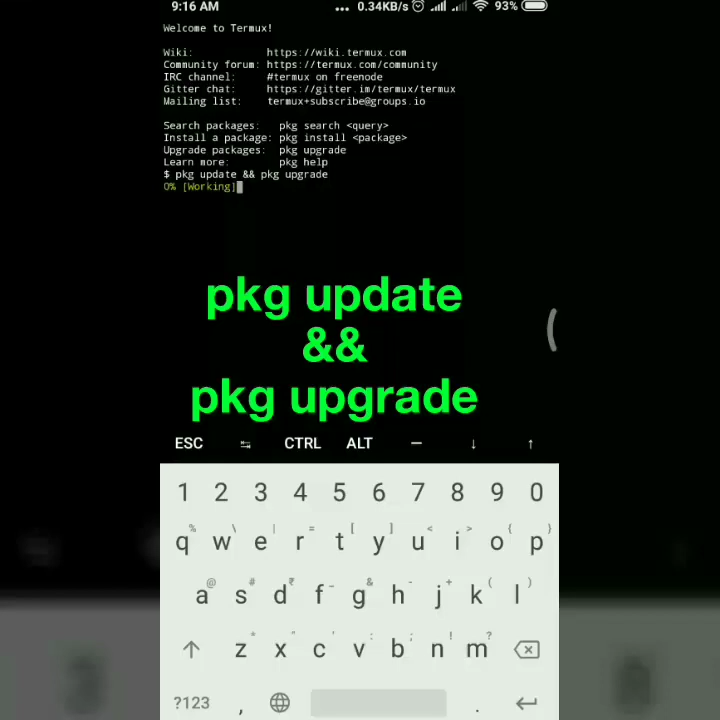 9:16 AM ... 0.34KB/s 93%
Welcome to Termux!
Wiki: https://wiki.termux.com
Community forum: https://termux.com/community
IRC channel: #termux on freenode
Gitter chat: https://gitter.im/termux/termux
Mailing list: termux+subscribe@groups.io
Search packages: pkg search <query>
Install a package: pkg install <package>
Upgrade packages: pkg upgrade
Learn more: pkg help
$ pkg update && pkg upgrade
0% [Working]
pkg update
&&
pkg upgrade
ESC ↹ CTRL ALT — ↓ ↑
1 2 3 4 5 6 7 8 9 0
% \ | = [ ] < > { }
q w e r t y u i o p
@ # ₹ _ & - + ( )
a s d f g h j k l
* " ' : ; ! ?
z x c v b n m
?123 , .